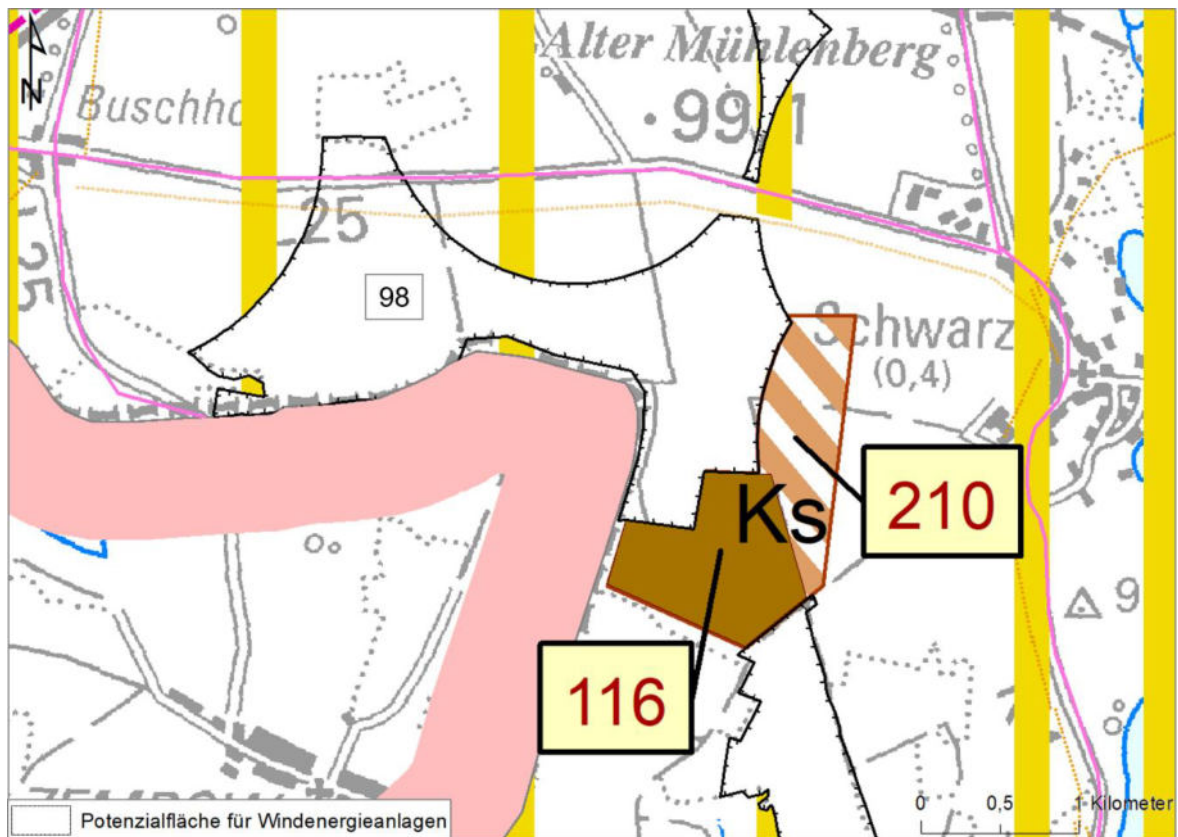 N
Alter Mühlenberg
Buschho
99,1
25
25
98
Schwarz
(0,4)
Ks
210
9
116
Potenzialfläche für Windenergieanlagen
0 0,5 1 Kilometer